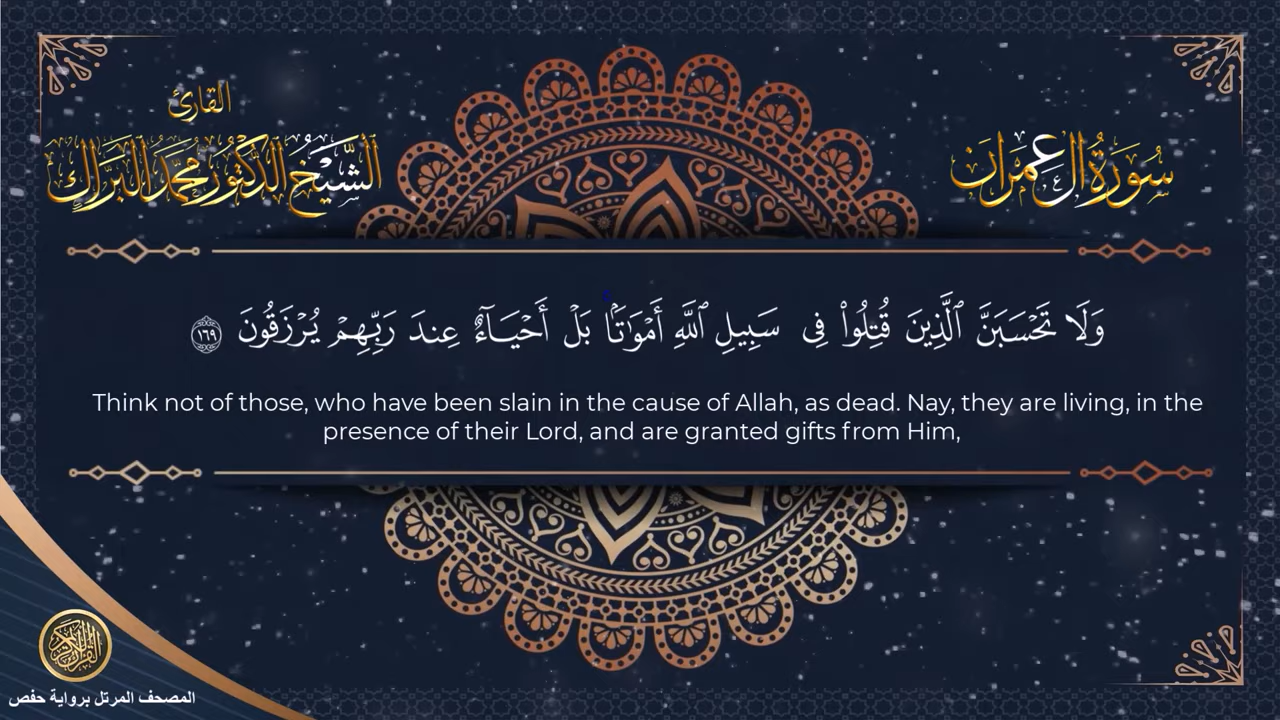 القارئ
الشيخ الدكتور محمد البراك
سورة آل عمران
وَلَا تَحْسَبَنَّ ٱلَّذِينَ قُتِلُوا۟ فِى سَبِيلِ ٱللَّهِ أَمْوَٰتًۢا بَلْ أَحْيَآءٌ عِندَ رَبِّهِمْ يُرْزَقُونَ ١٦٩
Think not of those, who have been slain in the cause of Allah, as dead. Nay, they are living, in the
presence of their Lord, and are granted gifts from Him,
القرآن الكريم
المصحف المرتل برواية حفص